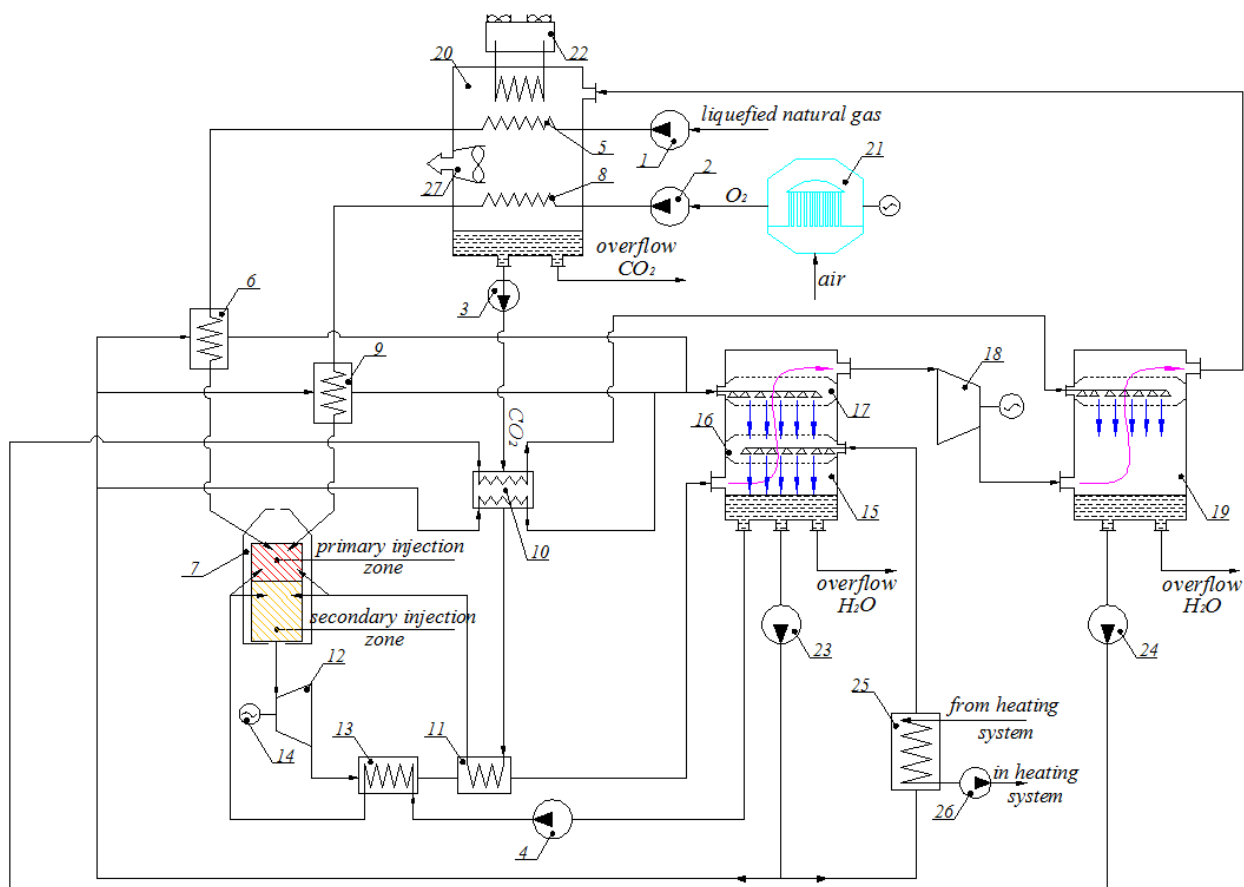 22
20
liquefied natural gas
5
1
21
27
8
2
O₂
overflow
CO₂
air
3
6
9
18
17
CO₂
16
10
15
19
7
primary injection
zone
overflow
H₂O
overflow
H₂O
secondary injection
zone
23
24
12
25
from heating
system
14
13
11
in heating
system
26
4